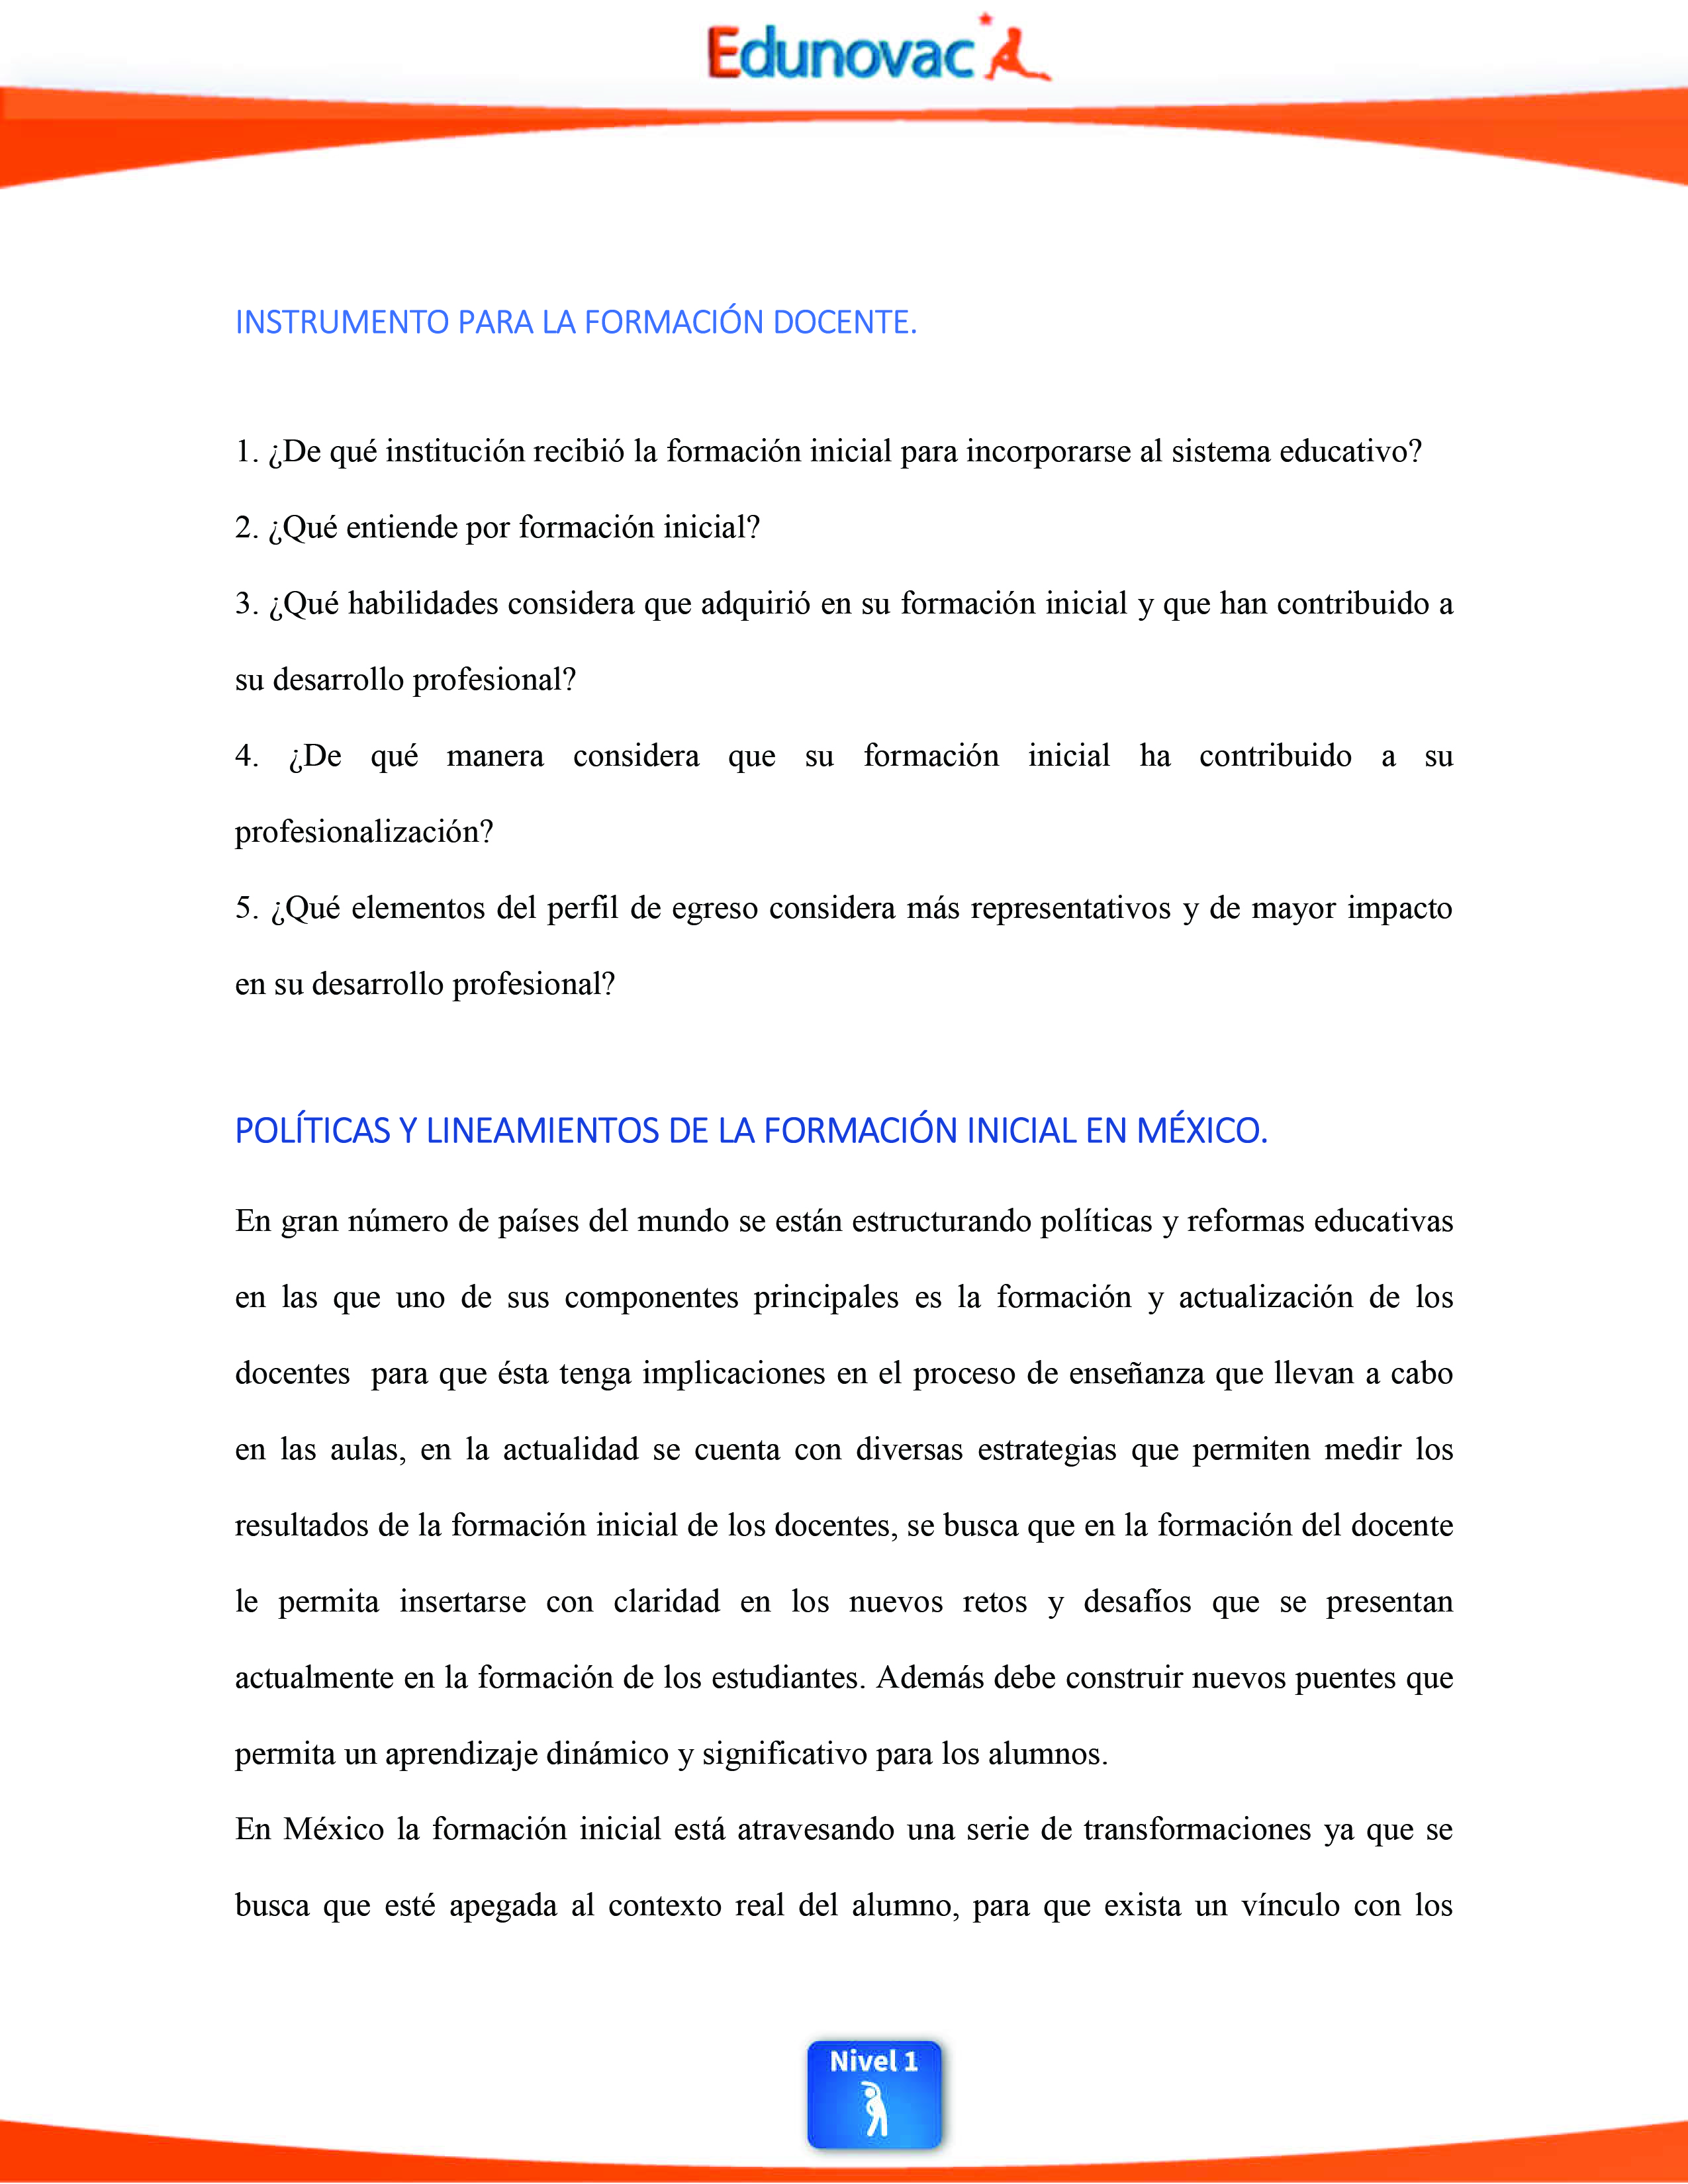 Edunovac
INSTRUMENTO PARA LA FORMACIÓN DOCENTE.
1. ¿De qué institución recibió la formación inicial para incorporarse al sistema educativo?
2. ¿Qué entiende por formación inicial?
3. ¿Qué habilidades considera que adquirió en su formación inicial y que han contribuido a
su desarrollo profesional?
4. ¿De qué manera considera que su formación inicial ha contribuido a su
profesionalización?
5. ¿Qué elementos del perfil de egreso considera más representativos y de mayor impacto
en su desarrollo profesional?
POLÍTICAS Y LINEAMIENTOS DE LA FORMACIÓN INICIAL EN MÉXICO.
En gran número de países del mundo se están estructurando políticas y reformas educativas
en las que uno de sus componentes principales es la formación y actualización de los
docentes para que ésta tenga implicaciones en el proceso de enseñanza que llevan a cabo
en las aulas, en la actualidad se cuenta con diversas estrategias que permiten medir los
resultados de la formación inicial de los docentes, se busca que en la formación del docente
le permita insertarse con claridad en los nuevos retos y desafíos que se presentan
actualmente en la formación de los estudiantes. Además debe construir nuevos puentes que
permita un aprendizaje dinámico y significativo para los alumnos.
En México la formación inicial está atravesando una serie de transformaciones ya que se
busca que esté apegada al contexto real del alumno, para que exista un vínculo con los
Nivel 1